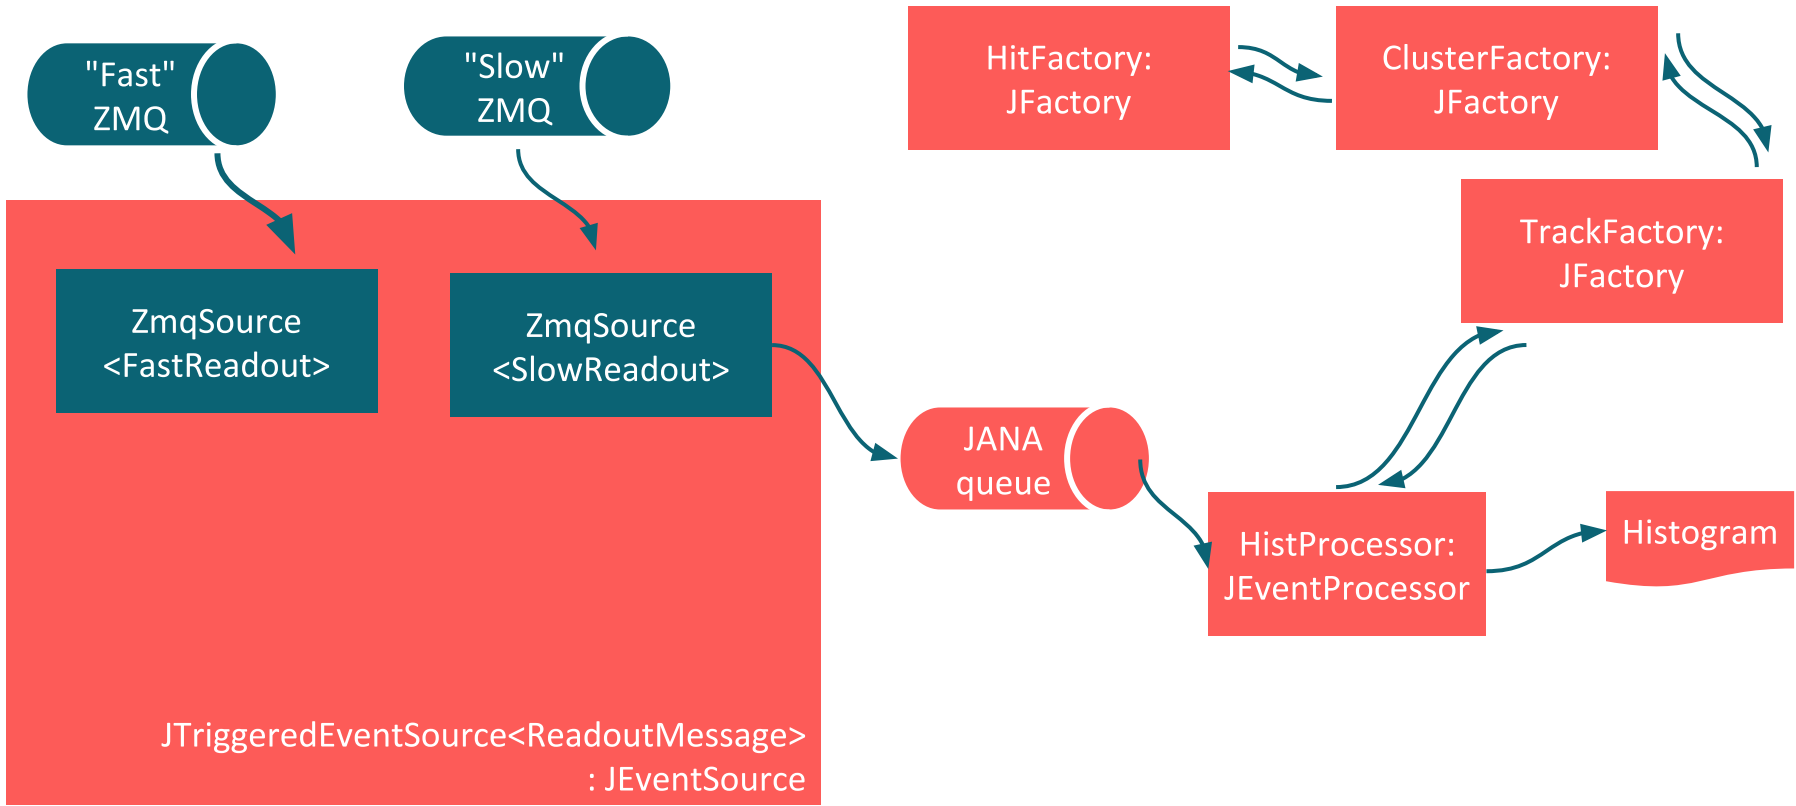 "Fast"
ZMQ
"Slow"
ZMQ
HitFactory:
JFactory
ClusterFactory:
JFactory
TrackFactory:
JFactory
ZmqSource
<FastReadout>
ZmqSource
<SlowReadout>
JANA
queue
HistProcessor:
JEventProcessor
Histogram
JTriggeredEventSource<ReadoutMessage>
: JEventSource